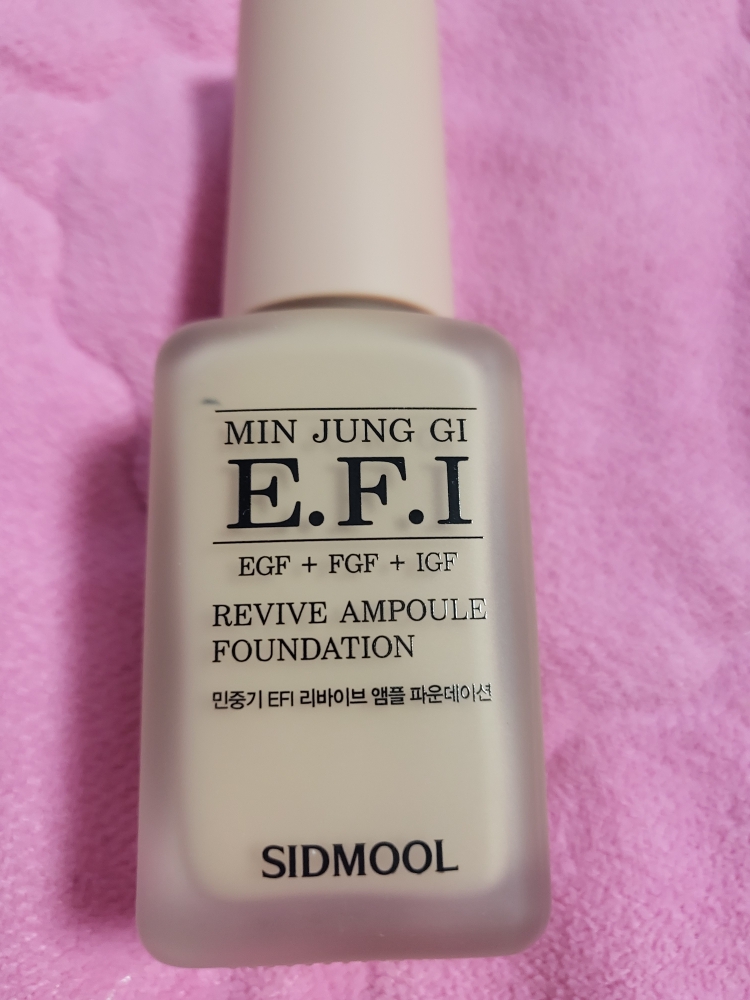 MIN JUNG GI
E.F.I
EGF + FGF + IGF
REVIVE AMPOULE
FOUNDATION
민중기 EFI 리바이브 앰플 파운데이션
SIDMOOL